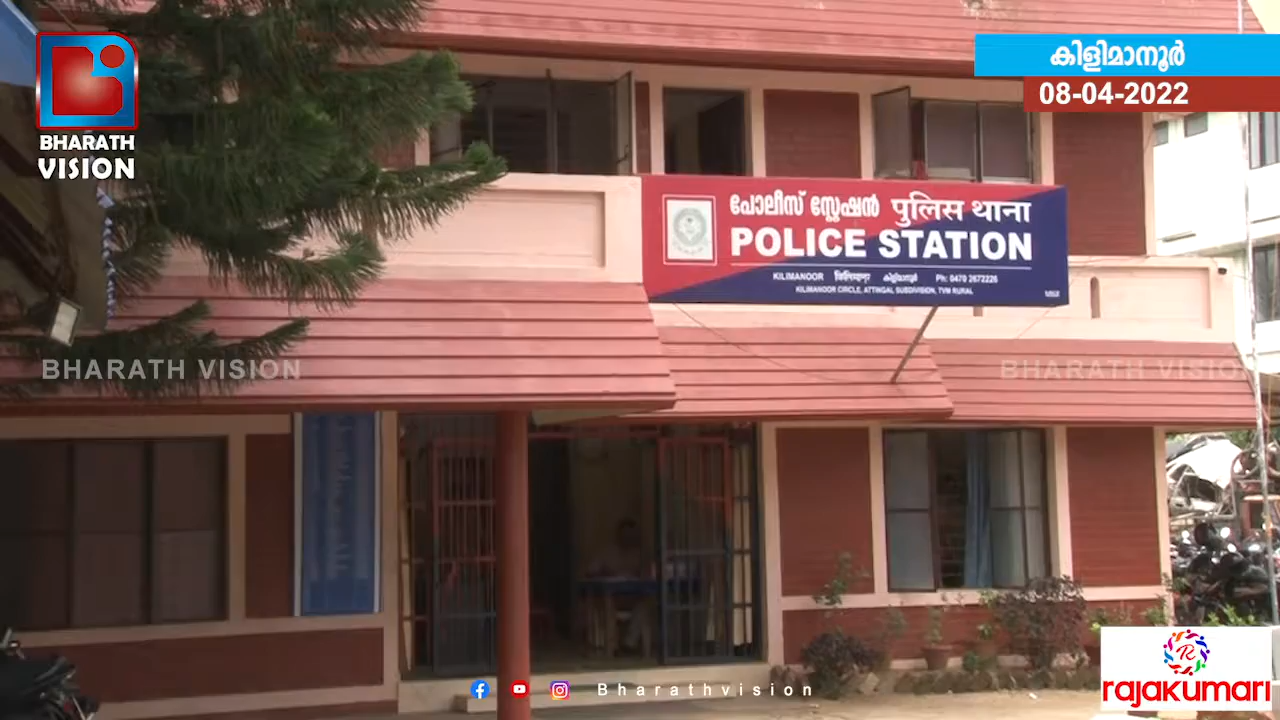 BHARATH
VISION
കിളിമാനൂർ
08-04-2022
പോലീസ് സ്റ്റേഷൻ पुलिस थाना
POLICE STATION
KILIMANOOR കിളിമാനൂർ Ph: 0470 2672225
KILIMANOOR CIRCLE, ATTINGAL SUBDIVISION, TVM RURAL
BHARATH VISION
BHARATH VISION
Bharathvision
R
rajakumari